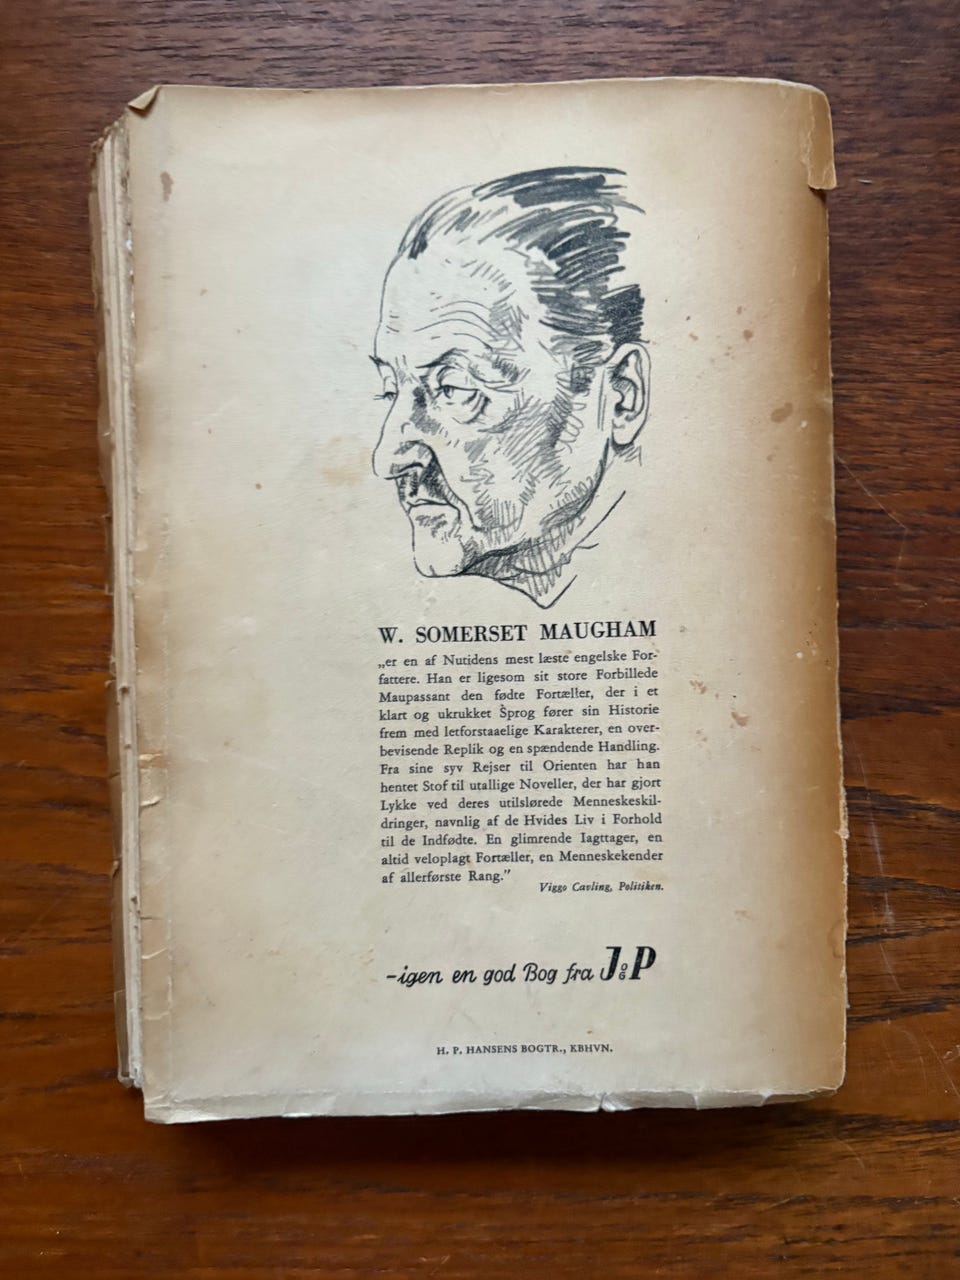 W. SOMERSET MAUGHAM
„er en af Nutidens mest læste engelske For-
fattere. Han er ligesom sit store Forbillede
Maupassant den fødte Fortæller, der i et
klart og ukrukket Sprog fører sin Historie
frem med letforstaaelige Karakterer, en over-
bevisende Replik og en spændende Handling.
Fra sine syv Rejser til Orienten har han
hentet Stof til utallige Noveller, der har gjort
Lykke ved deres utilslørede Menneskeskil-
dringer, navnlig af de Hvides Liv i Forhold
til de Indfødte. En glimrende Iagttager, en
altid veloplagt Fortæller, en Menneskekender
af allerførste Rang.”
Viggo Cavling, Politiken.
-igen en god Bog fra J OG P
H. P. HANSENS BOGTR., KBHVN.